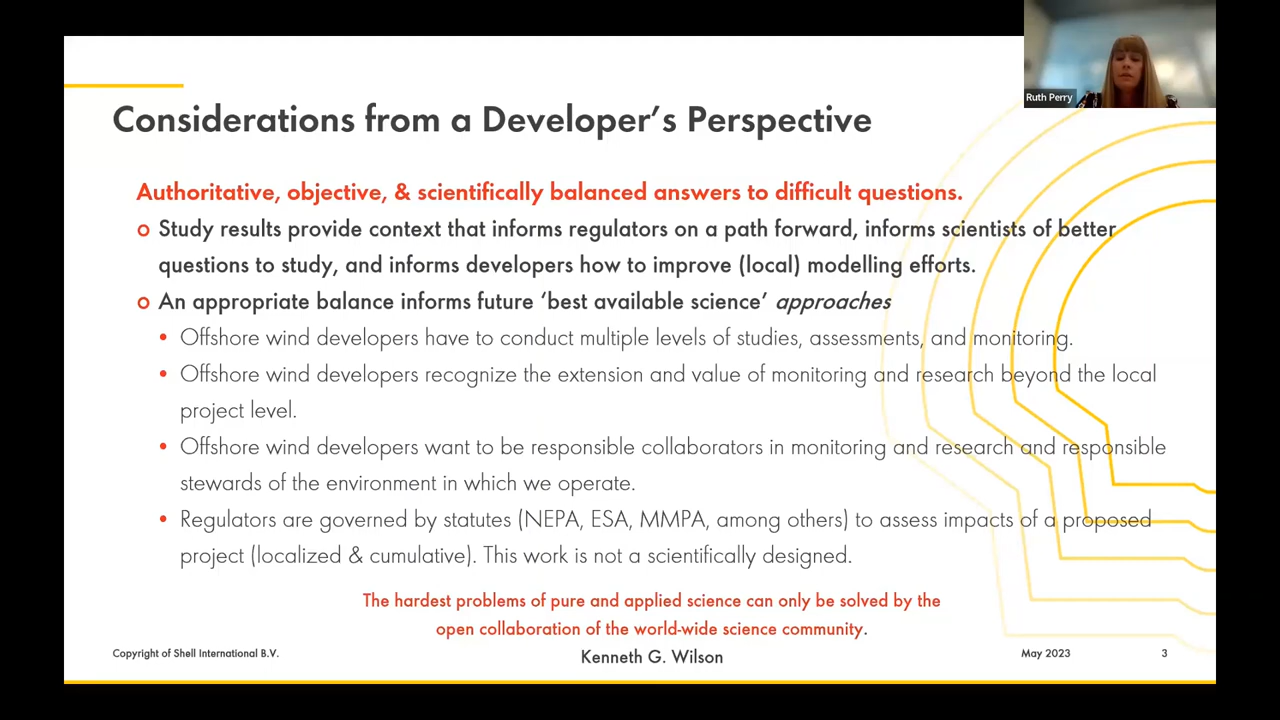 Ruth Perry
Considerations from a Developer's Perspective
Authoritative, objective, & scientifically balanced answers to difficult questions.
o Study results provide context that informs regulators on a path forward, informs scientists of better
questions to study, and informs developers how to improve (local) modelling efforts.
o An appropriate balance informs future ‘best available science’ approaches
• Offshore wind developers have to conduct multiple levels of studies, assessments, and monitoring.
• Offshore wind developers recognize the extension and value of monitoring and research beyond the local
project level.
• Offshore wind developers want to be responsible collaborators in monitoring and research and responsible
stewards of the environment in which we operate.
• Regulators are governed by statutes (NEPA, ESA, MMPA, among others) to assess impacts of a proposed
project (localized & cumulative). This work is not a scientifically designed.
The hardest problems of pure and applied science can only be solved by the
open collaboration of the world-wide science community.
Kenneth G. Wilson
Copyright of Shell International B.V.
May 2023
3